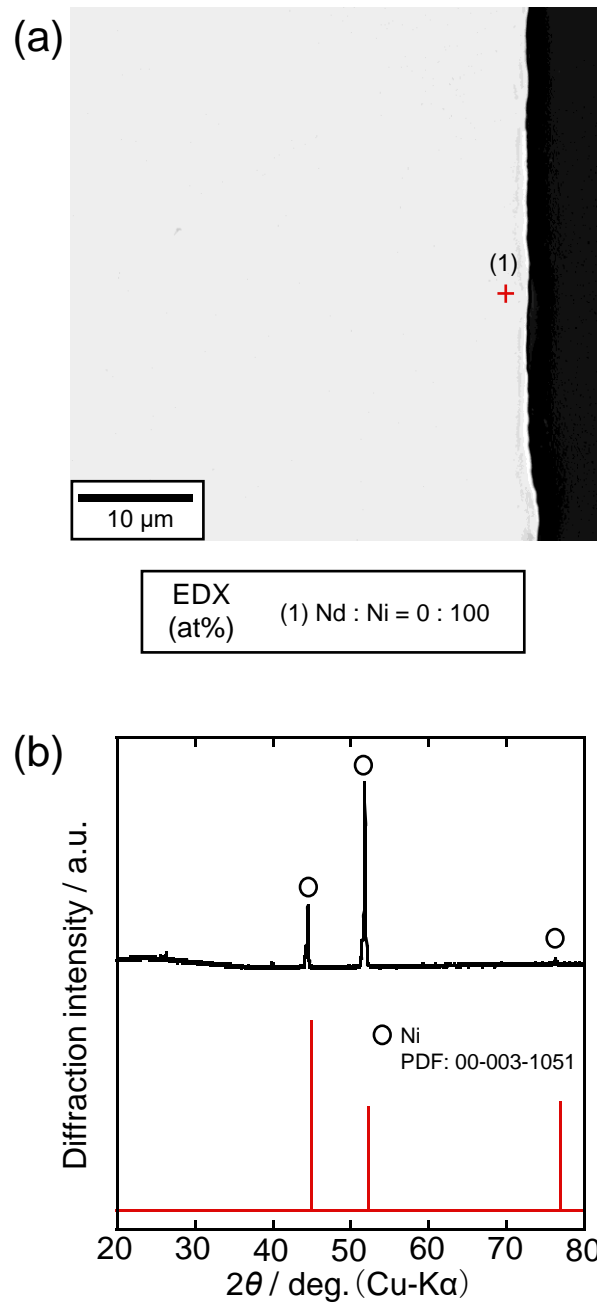 (a)
(1)
10 μm
EDX
(at%)
(1) Nd : Ni = 0 : 100
(b)
Diffraction intensity / a.u.
Ni
PDF: 00-003-1051
20 30 40 50 60 70 80
2θ / deg. (Cu-Kα)